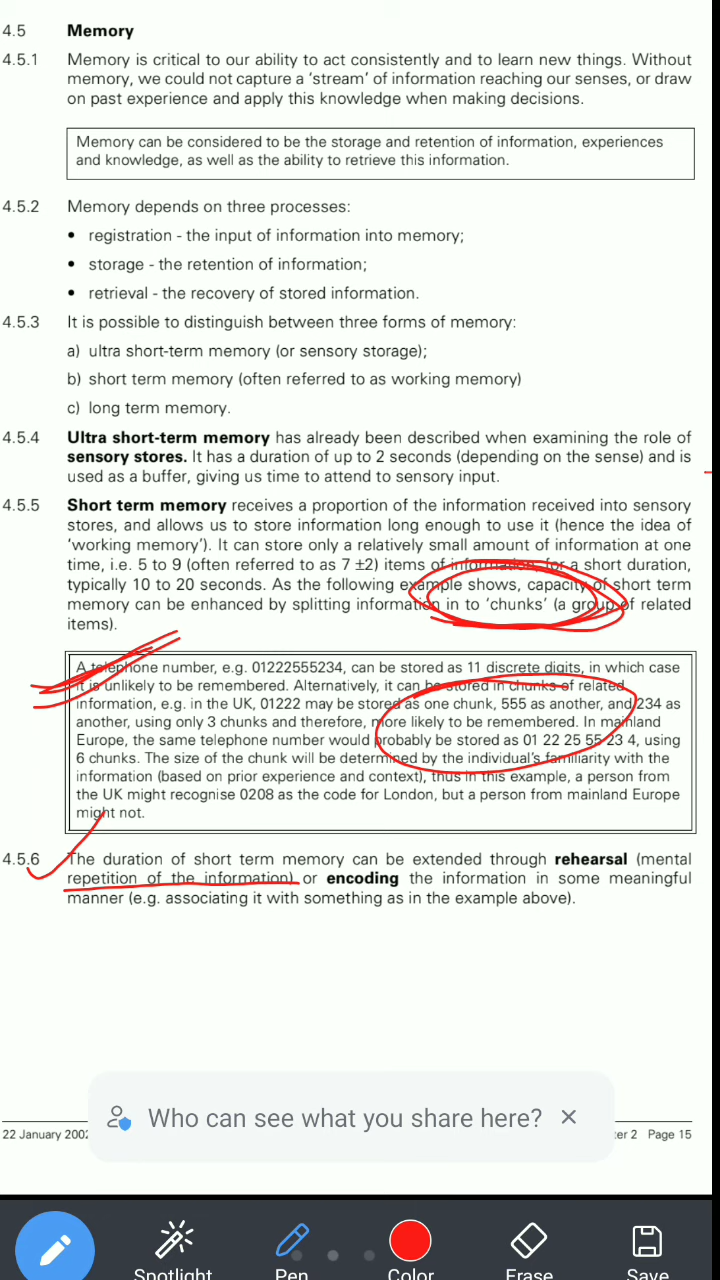 4.5 Memory
4.5.1 Memory is critical to our ability to act consistently and to learn new things. Without
memory, we could not capture a ‘stream’ of information reaching our senses, or draw
on past experience and apply this knowledge when making decisions.
Memory can be considered to be the storage and retention of information, experiences
and knowledge, as well as the ability to retrieve this information.
4.5.2 Memory depends on three processes:
• registration - the input of information into memory;
• storage - the retention of information;
• retrieval - the recovery of stored information.
4.5.3 It is possible to distinguish between three forms of memory:
a) ultra short-term memory (or sensory storage);
b) short term memory (often referred to as working memory)
c) long term memory.
4.5.4 Ultra short-term memory has already been described when examining the role of
sensory stores. It has a duration of up to 2 seconds (depending on the sense) and is
used as a buffer, giving us time to attend to sensory input.
4.5.5 Short term memory receives a proportion of the information received into sensory
stores, and allows us to store information long enough to use it (hence the idea of
‘working memory’). It can store only a relatively small amount of information at one
time, i.e. 5 to 9 (often referred to as 7 ±2) items of information, for a short duration,
typically 10 to 20 seconds. As the following example shows, capacity of short term
memory can be enhanced by splitting information in to ‘chunks’ (a group of related
items).
A telephone number, e.g. 01222555234, can be stored as 11 discrete digits, in which case
it is unlikely to be remembered. Alternatively, it can be stored in chunks of related
information, e.g. in the UK, 01222 may be stored as one chunk, 555 as another, and 234 as
another, using only 3 chunks and therefore, more likely to be remembered. In mainland
Europe, the same telephone number would probably be stored as 01 22 25 55 23 4, using
6 chunks. The size of the chunk will be determined by the individual's familiarity with the
information (based on prior experience and context), thus in this example, a person from
the UK might recognise 0208 as the code for London, but a person from mainland Europe
might not.
4.5.6 The duration of short term memory can be extended through rehearsal (mental
repetition of the information) or encoding the information in some meaningful
manner (e.g. associating it with something as in the example above).
Who can see what you share here? ×
22 January 2002 ter 2 Page 15
Spotlight Pen Color Erase Save